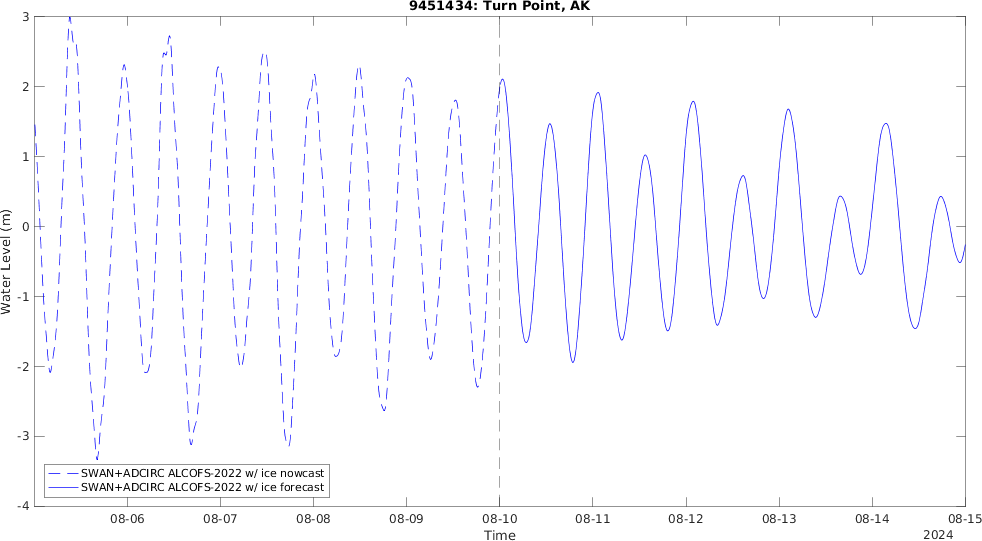 9451434: Turn Point, AK
3
2
1
0
-1
-2
-3
-4
Water Level (m)
SWAN+ADCIRC ALCOFS-2022 w/ ice nowcast
SWAN+ADCIRC ALCOFS-2022 w/ ice forecast
08-06 08-07 08-08 08-09 08-10 08-11 08-12 08-13 08-14 08-15
Time
2024